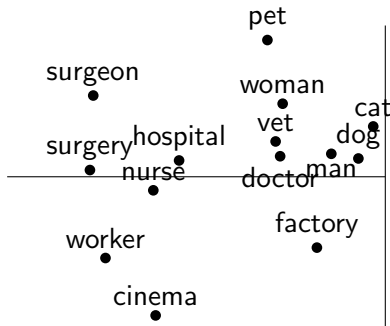 pet
surgeon
woman
cat
vet
dog
hospital
surgery
man
nurse
doctor
factory
worker
cinema